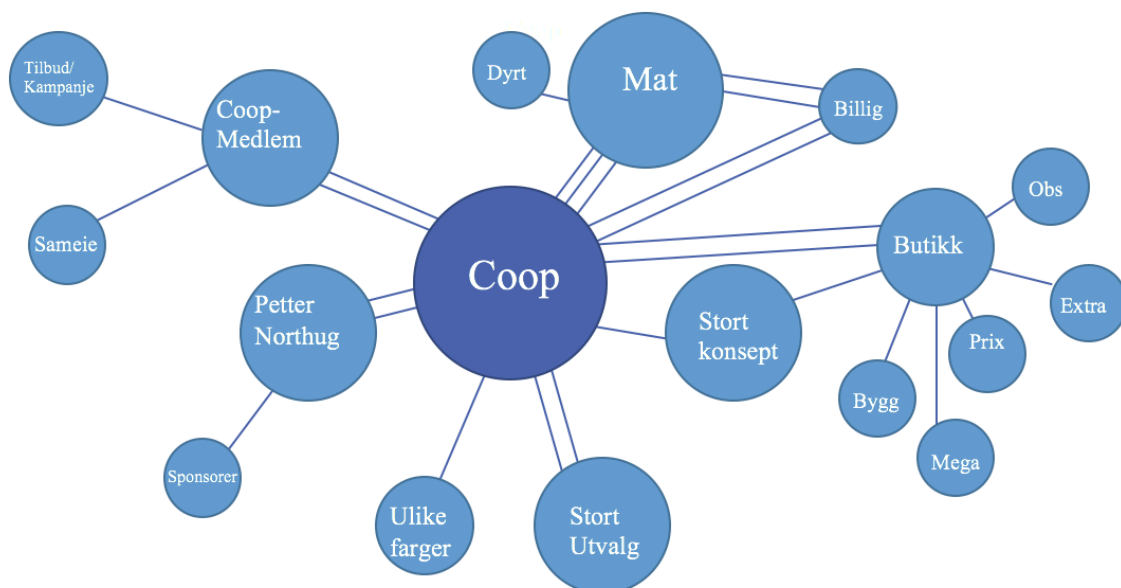 Tilbud/
Kampanje
Coop-
Medlem
Sameie
Dyrt
Mat
Billig
Obs
Butikk
Extra
Prix
Bygg
Mega
Stort
konsept
Coop
Petter
Northug
Sponsorer
Ulike
farger
Stort
Utvalg